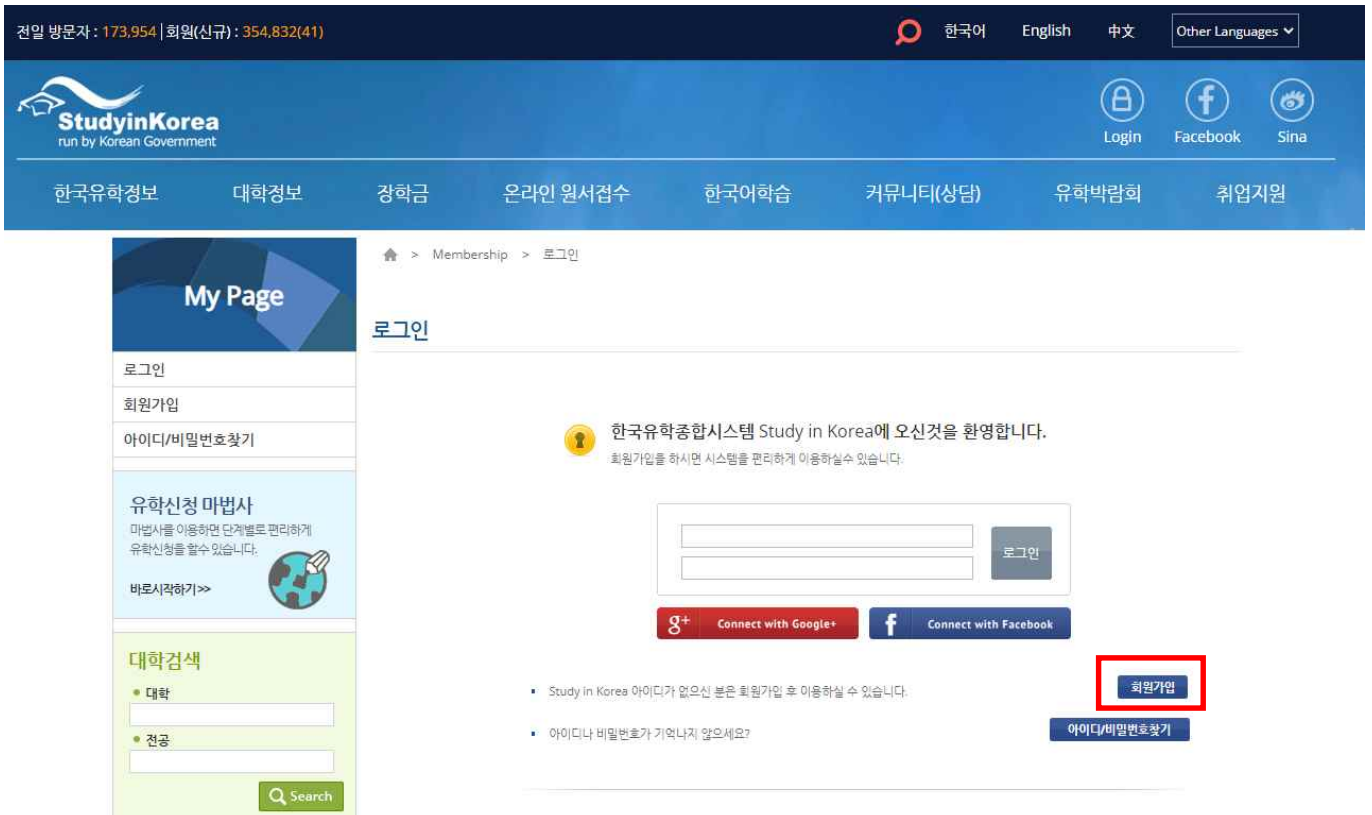 전일 방문자 : 173,954 | 회원(신규) : 354,832(41)
한국어 English 中文 Other Languages
StudyinKorea
run by Korean Government
Login Facebook Sina
한국유학정보 대학정보 장학금 온라인 원서접수 한국어학습 커뮤니티(상담) 유학박람회 취업지원
My Page
로그인
회원가입
아이디/비밀번호찾기
유학신청 마법사
마법사를 이용하면 단계별로 편리하게
유학신청을 할수 있습니다.
바로시작하기>>
대학검색
대학
전공
Search
> Membership > 로그인
로그인
한국유학종합시스템 Study in Korea에 오신것을 환영합니다.
회원가입을 하시면 시스템을 편리하게 이용하실수 있습니다.
로그인
g+ Connect with Google+
f Connect with Facebook
Study in Korea 아이디가 없으신 분은 회원가입 후 이용하실 수 있습니다.
회원가입
아이디나 비밀번호가 기억나지 않으세요?
아이디/비밀번호찾기